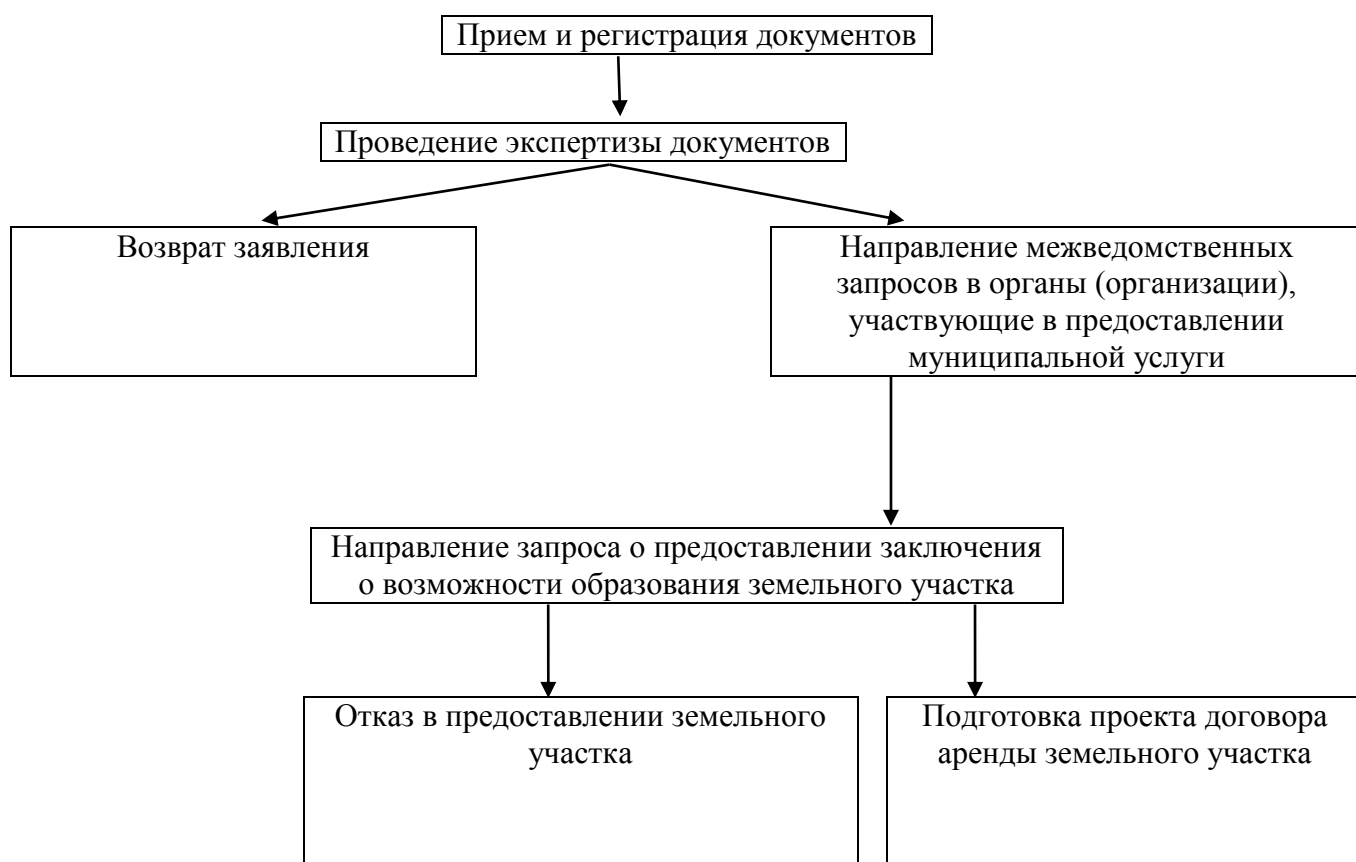 Прием и регистрация документов
Проведение экспертизы документов
Возврат заявления
Направление межведомственных
запросов в органы (организации),
участвующие в предоставлении
муниципальной услуги
Направление запроса о предоставлении заключения
о возможности образования земельного участка
Отказ в предоставлении земельного
участка
Подготовка проекта договора
аренды земельного участка